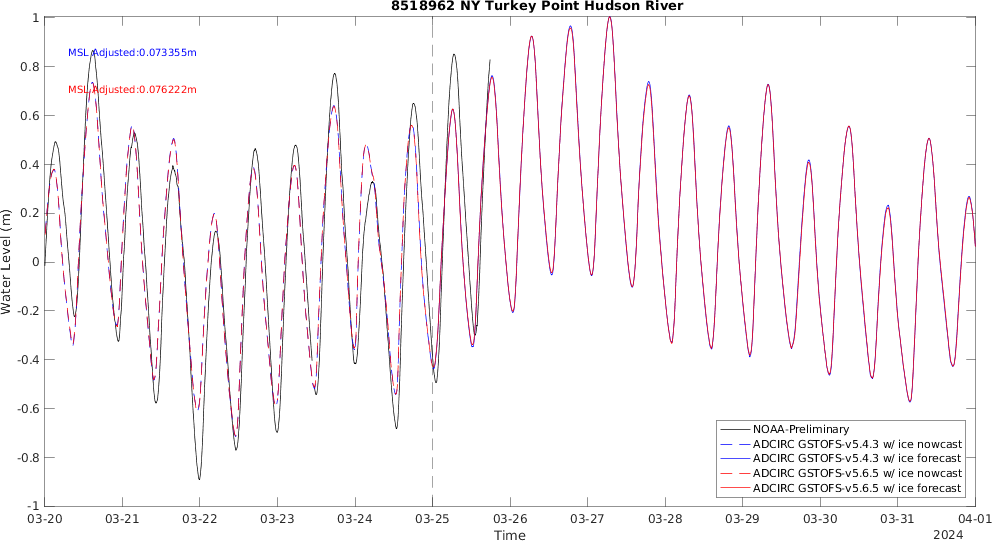 8518962 NY Turkey Point Hudson River
MSL Adjusted:0.073355m
MSL Adjusted:0.076222m
Water Level (m)
1
0.8
0.6
0.4
0.2
0
-0.2
-0.4
-0.6
-0.8
-1
NOAA-Preliminary
ADCIRC GSTOFS-v5.4.3 w/ ice nowcast
ADCIRC GSTOFS-v5.4.3 w/ ice forecast
ADCIRC GSTOFS-v5.6.5 w/ ice nowcast
ADCIRC GSTOFS-v5.6.5 w/ ice forecast
03-20 03-21 03-22 03-23 03-24 03-25 03-26 03-27 03-28 03-29 03-30 03-31 04-01
Time
2024